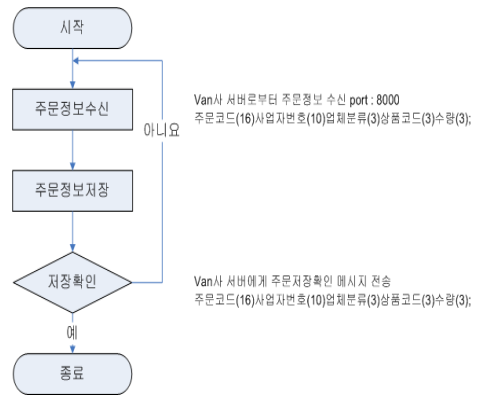 시작
주문정보수신
Van사 서버로부터 주문정보 수신 port : 8000
주문코드(16)사업자번호(10)업체분류(3)상품코드(3)수량(3);
아니요
주문정보저장
저장확인
Van사 서버에게 주문저장확인 메시지 전송
주문코드(16)사업자번호(10)업체분류(3)상품코드(3)수량(3);
예
종료